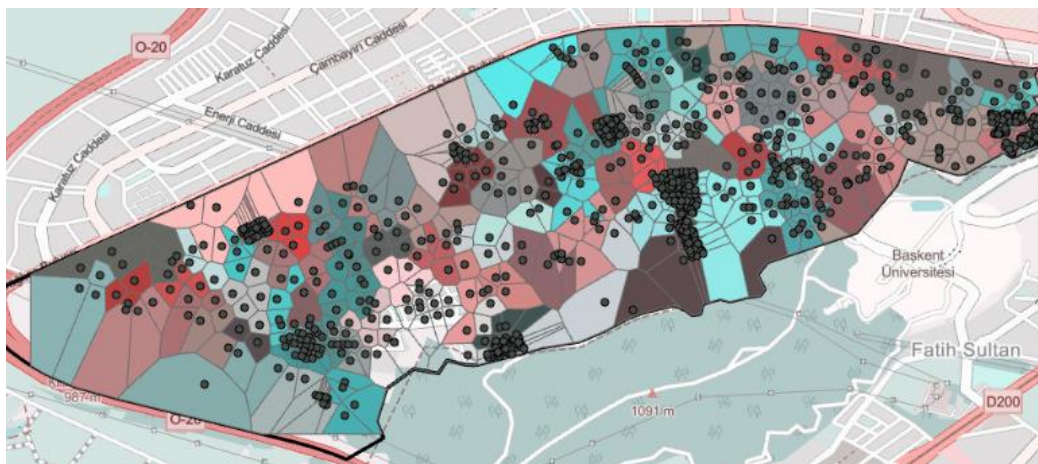 O-20
Karatuz Caddesi
Çambayırı Caddesi
Enerji Caddesi
Karatuz Caddesi
Başkent
Üniversitesi
Fatih Sultan
987 m
O-20
1091 m
D200